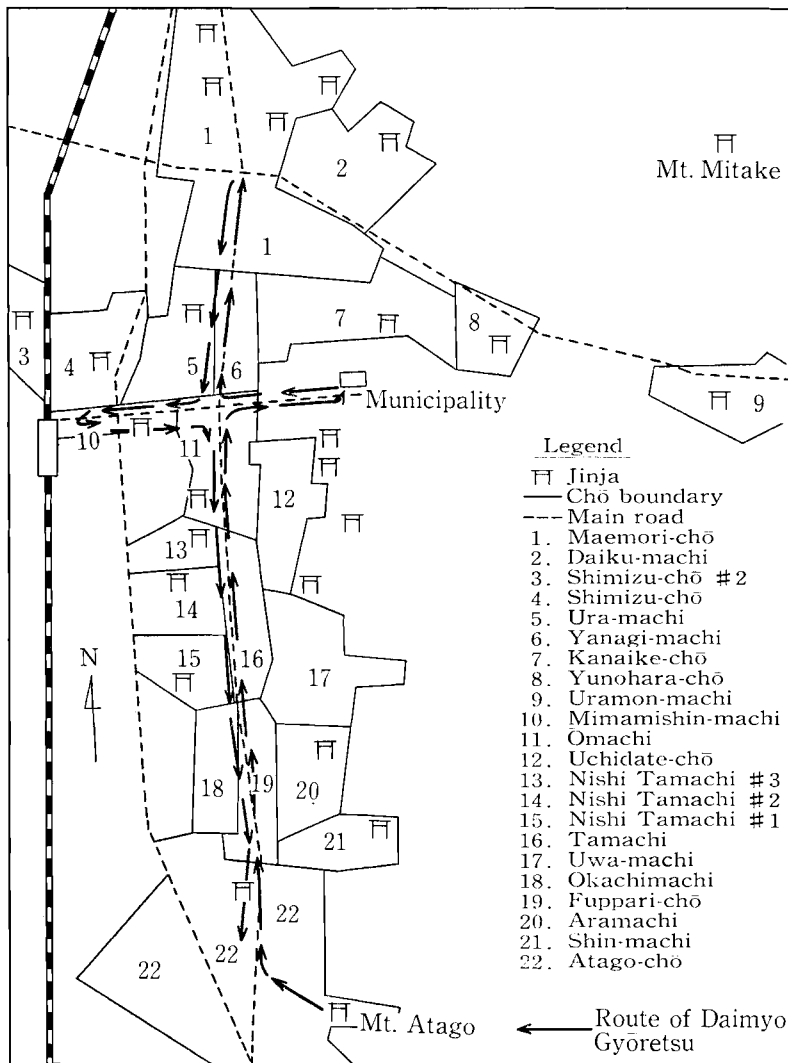 1
2
Mt. Mitake
1
3
4
5
6
7
8
9
Municipality
10
11
12
13
14
15
16
17
18
19
20
21
22
22
22
N
Mt. Atago
Legend
Jinja
Chō boundary
Main road
1. Maemori-chō
2. Daiku-machi
3. Shimizu-chō #2
4. Shimizu-chō
5. Ura-machi
6. Yanagi-machi
7. Kanaike-chō
8. Yunohara-chō
9. Uramon-machi
10. Mimamishin-machi
11. Ōmachi
12. Uchidate-chō
13. Nishi Tamachi #3
14. Nishi Tamachi #2
15. Nishi Tamachi #1
16. Tamachi
17. Uwa-machi
18. Okachimachi
19. Fuppari-chō
20. Aramachi
21. Shin-machi
22. Atago-chō
Route of Daimyo
Gyōretsu